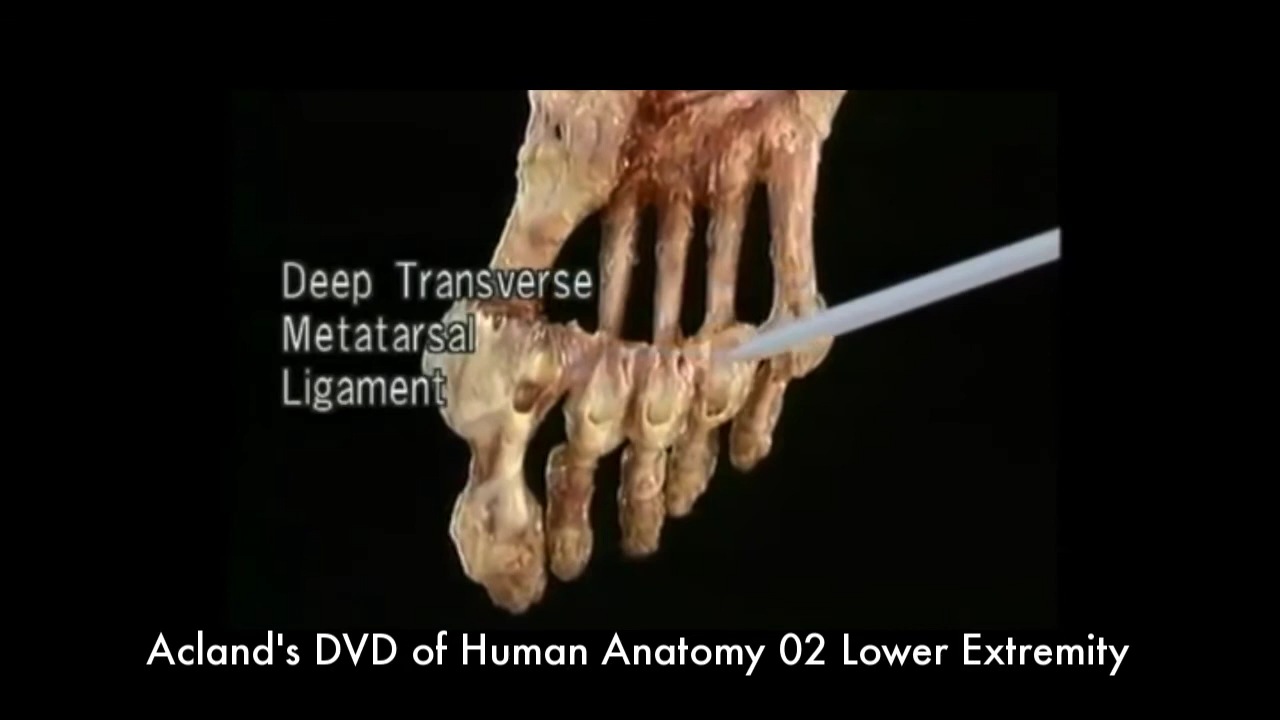 Deep Transverse
Metatarsal
Ligament
Acland's DVD of Human Anatomy 02 Lower Extremity